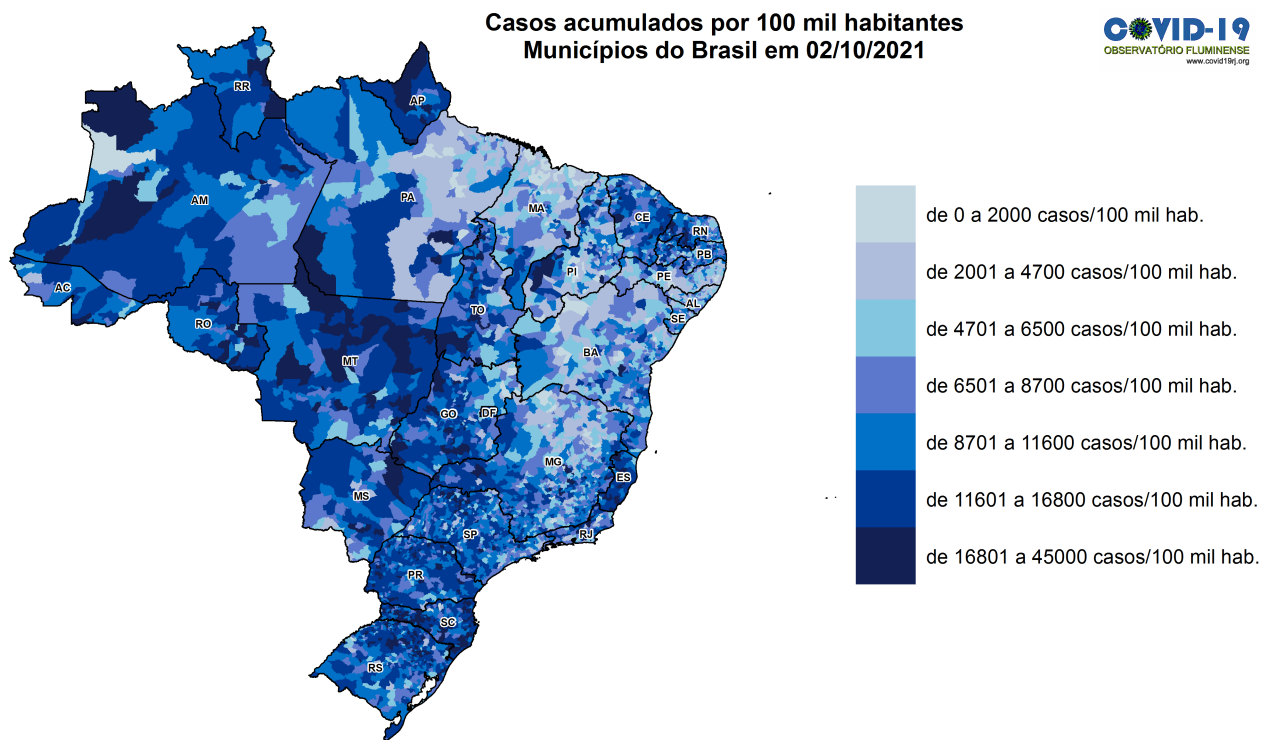 Casos acumulados por 100 mil habitantes
Municípios do Brasil em 02/10/2021
COVID-19
OBSERVATÓRIO FLUMINENSE
www.covid19rj.org
RR
AP
AM
PA
MA
CE
RN
PB
PI
PE
AC
AL
TO
SE
RO
BA
MT
GO
DF
MG
ES
MS
SP
RJ
PR
SC
RS
de 0 a 2000 casos/100 mil hab.
de 2001 a 4700 casos/100 mil hab.
de 4701 a 6500 casos/100 mil hab.
de 6501 a 8700 casos/100 mil hab.
de 8701 a 11600 casos/100 mil hab.
de 11601 a 16800 casos/100 mil hab.
de 16801 a 45000 casos/100 mil hab.